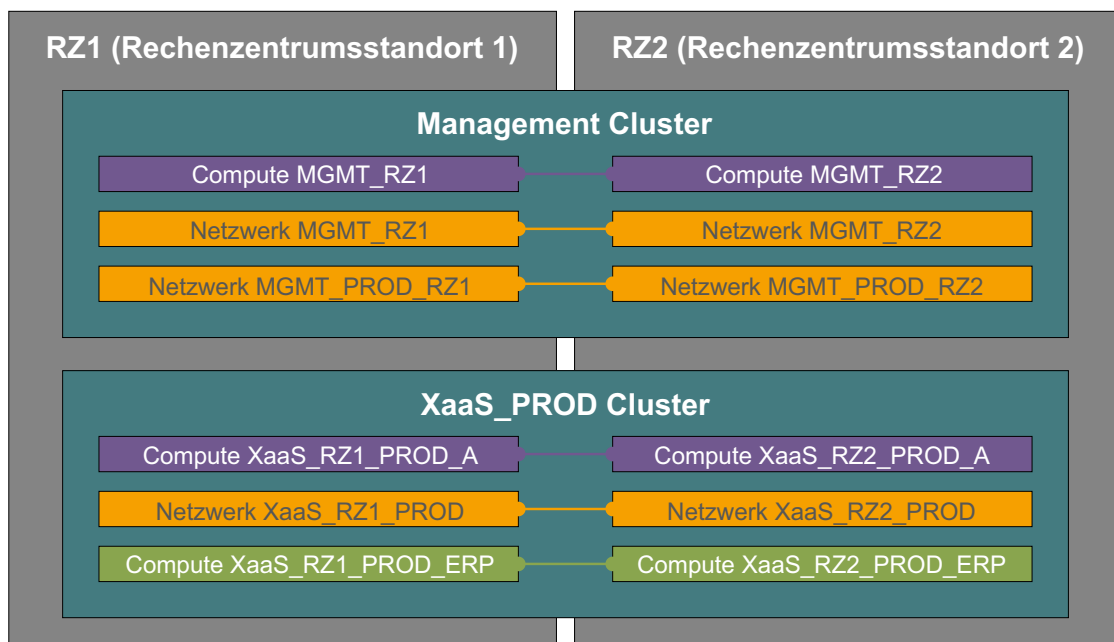 RZ1 (Rechenzentrumsstandort 1)
RZ2 (Rechenzentrumsstandort 2)
Management Cluster
Compute MGMT_RZ1
Compute MGMT_RZ2
Netzwerk MGMT_RZ1
Netzwerk MGMT_RZ2
Netzwerk MGMT_PROD_RZ1
Netzwerk MGMT_PROD_RZ2
XaaS_PROD Cluster
Compute XaaS_RZ1_PROD_A
Compute XaaS_RZ2_PROD_A
Netzwerk XaaS_RZ1_PROD
Netzwerk XaaS_RZ2_PROD
Compute XaaS_RZ1_PROD_ERP
Compute XaaS_RZ2_PROD_ERP